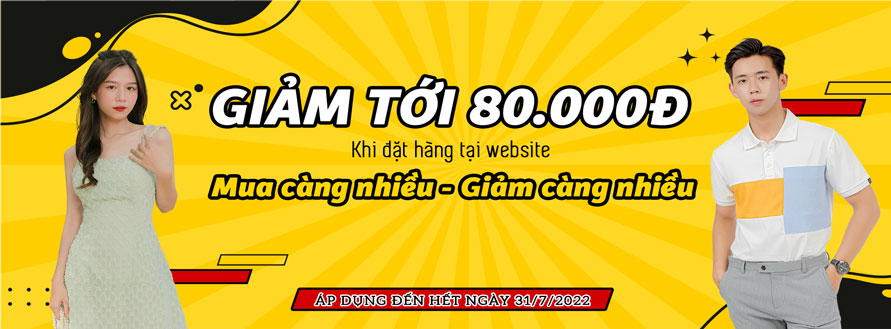 GIẢM TỚI 80.000Đ
Khi đặt hàng tại website
Mua càng nhiều - Giảm càng nhiều
ÁP DỤNG ĐẾN HẾT NGÀY 31/7/2022